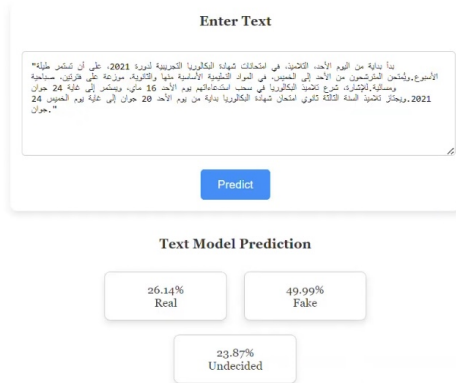 Enter Text
"بدأ بداية من اليوم الأحد، التلاميذ، في امتحانات شهادة البكالوريا التجريبية لدورة 2021، على أن تستمر طيلة
الأسبوع.ويُمتحن المترشحون من الأحد إلى الخميس، في المواد التعليمية الأساسية منها والثانوية، موزعة على فترتين، صباحية
ومسائية.للإشارة، شرع تلاميذ البكالوريا في سحب استدعاءاتهم يوم الأحد 16 ماي، ويستمر إلى غاية 24 جوان
2021.ويجتاز تلاميذ السنة الثالثة ثانوي امتحان شهادة البكالوريا بداية من يوم الأحد 20 جوان إلى غاية يوم الخميس 24
جوان."
Predict
Text Model Prediction
26.14%
Real
49.99%
Fake
23.87%
Undecided